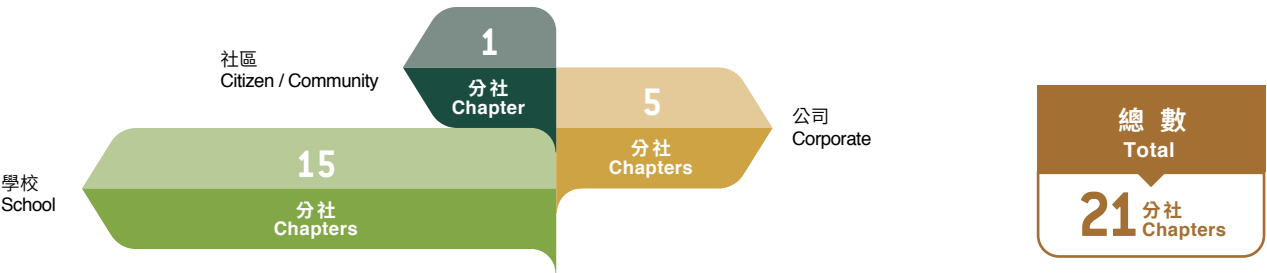 社區
Citizen / Community
1
分社
Chapter
5
分社
Chapters
公司
Corporate
學校
School
15
分社
Chapters
總數
Total
21 分社
Chapters